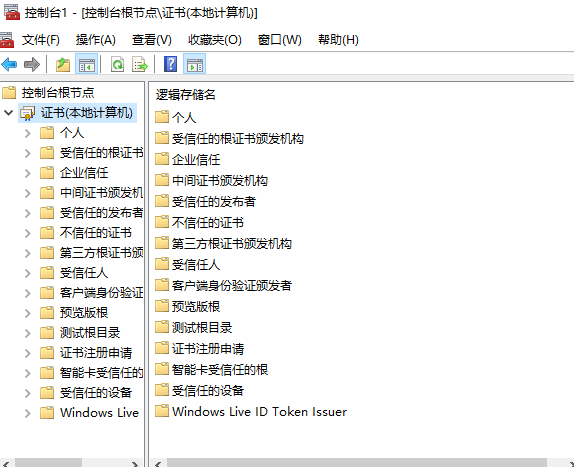 控制台1 - [控制台根节点\证书(本地计算机)]
文件(F) 操作(A) 查看(V) 收藏夹(O) 窗口(W) 帮助(H)
控制台根节点
证书(本地计算机)
个人
受信任的根证书
企业信任
中间证书颁发机
受信任的发布者
不信任的证书
第三方根证书颁
受信任人
客户端身份验证
预览版根
测试根目录
证书注册申请
智能卡受信任的
受信任的设备
Windows Live
逻辑存储名
个人
受信任的根证书颁发机构
企业信任
中间证书颁发机构
受信任的发布者
不信任的证书
第三方根证书颁发机构
受信任人
客户端身份验证颁发者
预览版根
测试根目录
证书注册申请
智能卡受信任的根
受信任的设备
Windows Live ID Token Issuer